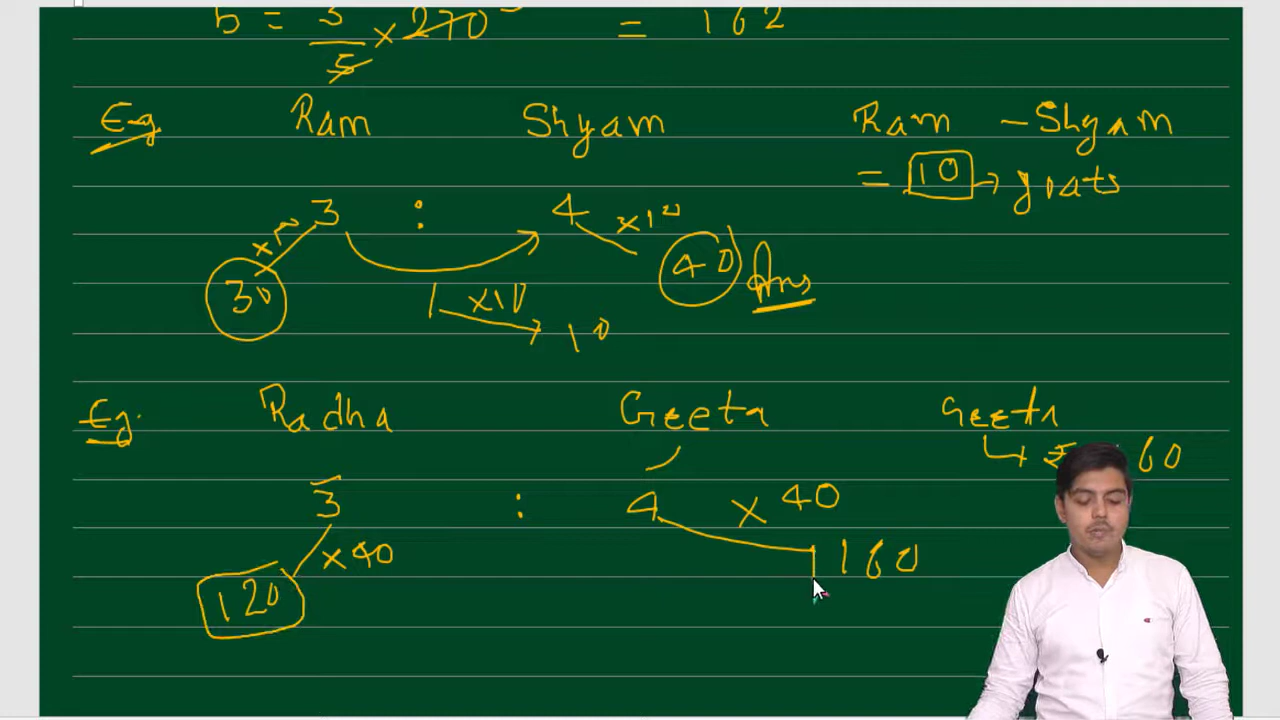 b = 3/5 × 270 = 162
Eg Ram Shyam Ram - Shyam
= 10 → goats
3 : 4 ×10
×10
30 40 Ans
1 ×10 → 10
Eg. Radha Geeta Geeta
₹ 60
3 : 4 × 40
×40 160
120